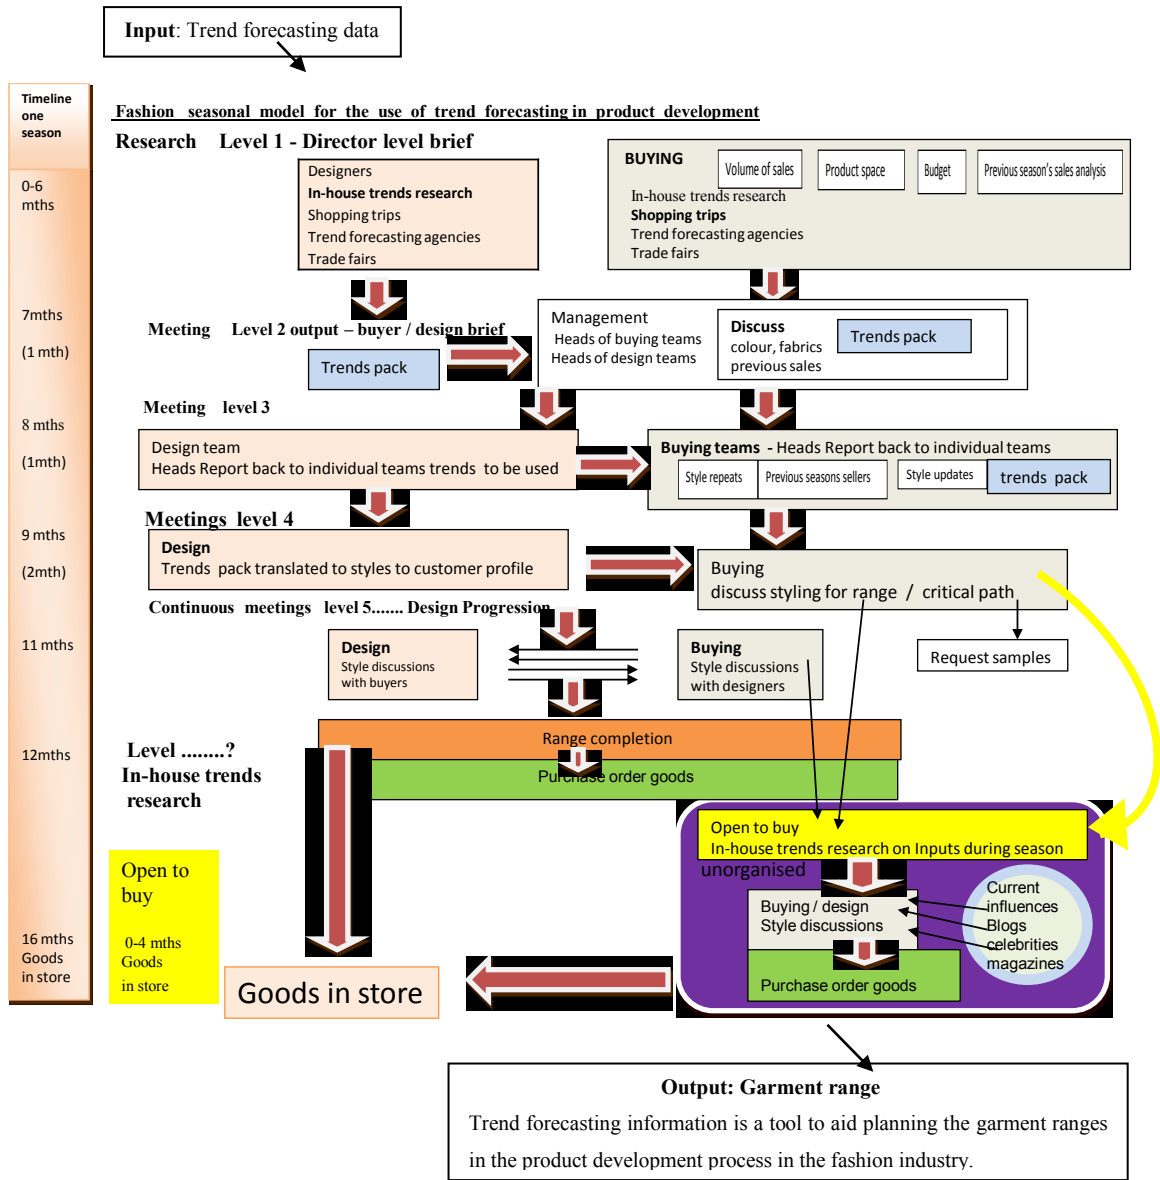 Input: Trend forecasting data
Timeline
one
season
Fashion seasonal model for the use of trend forecasting in product development
Research Level 1 - Director level brief
0-6
mths
Designers
In-house trends research
Shopping trips
Trend forecasting agencies
Trade fairs
BUYING
Volume of sales
Product space
Budget
Previous season's sales analysis
In-house trends research
Shopping trips
Trend forecasting agencies
Trade fairs
7mths
(1 mth)
Meeting Level 2 output – buyer / design brief
Trends pack
Management
Heads of buying teams
Heads of design teams
Discuss
colour, fabrics
previous sales
Trends pack
Meeting level 3
8 mths
(1mth)
Design team
Heads Report back to individual teams trends to be used
Buying teams - Heads Report back to individual teams
Style repeats
Previous seasons sellers
Style updates
trends pack
Meetings level 4
9 mths
(2mth)
Design
Trends pack translated to styles to customer profile
Buying
discuss styling for range / critical path
Continuous meetings level 5....... Design Progression
11 mths
Design
Style discussions
with buyers
Buying
Style discussions
with designers
Request samples
Range completion
Purchase order goods
12mths
Level ........?
In-house trends
research
Open to buy
In-house trends research on Inputs during season
unorganised
Buying / design
Style discussions
Current
influences
Blogs
celebrities
magazines
Purchase order goods
Open to
buy
0-4 mths
Goods
in store
16 mths
Goods
in store
Goods in store
Output: Garment range
Trend forecasting information is a tool to aid planning the garment ranges
in the product development process in the fashion industry.